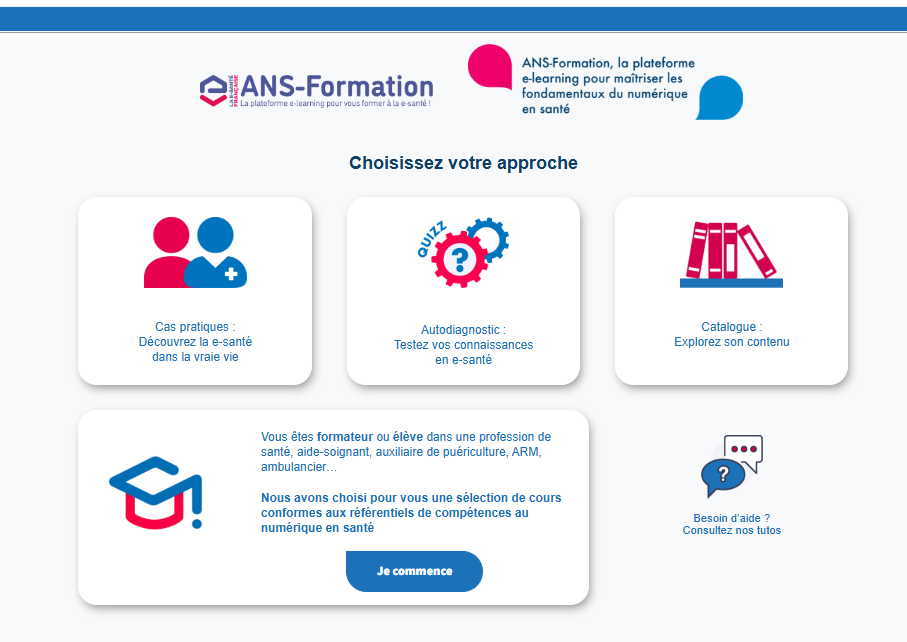 LA E-SANTÉ
FRANÇAISE
ANS-Formation
La plateforme e-learning pour vous former à la e-santé !
ANS-Formation, la plateforme
e-learning pour maîtriser les
fondamentaux du numérique
en santé
Choisissez votre approche
Cas pratiques :
Découvrez la e-santé
dans la vraie vie
QUIZZ
?
Autodiagnostic :
Testez vos connaissances
en e-santé
Catalogue :
Explorez son contenu
Vous êtes formateur ou élève dans une profession de
santé, aide-soignant, auxiliaire de puériculture, ARM,
ambulancier...
Nous avons choisi pour vous une sélection de cours
conformes aux référentiels de compétences au
numérique en santé
Je commence
?
Besoin d'aide ?
Consultez nos tutos